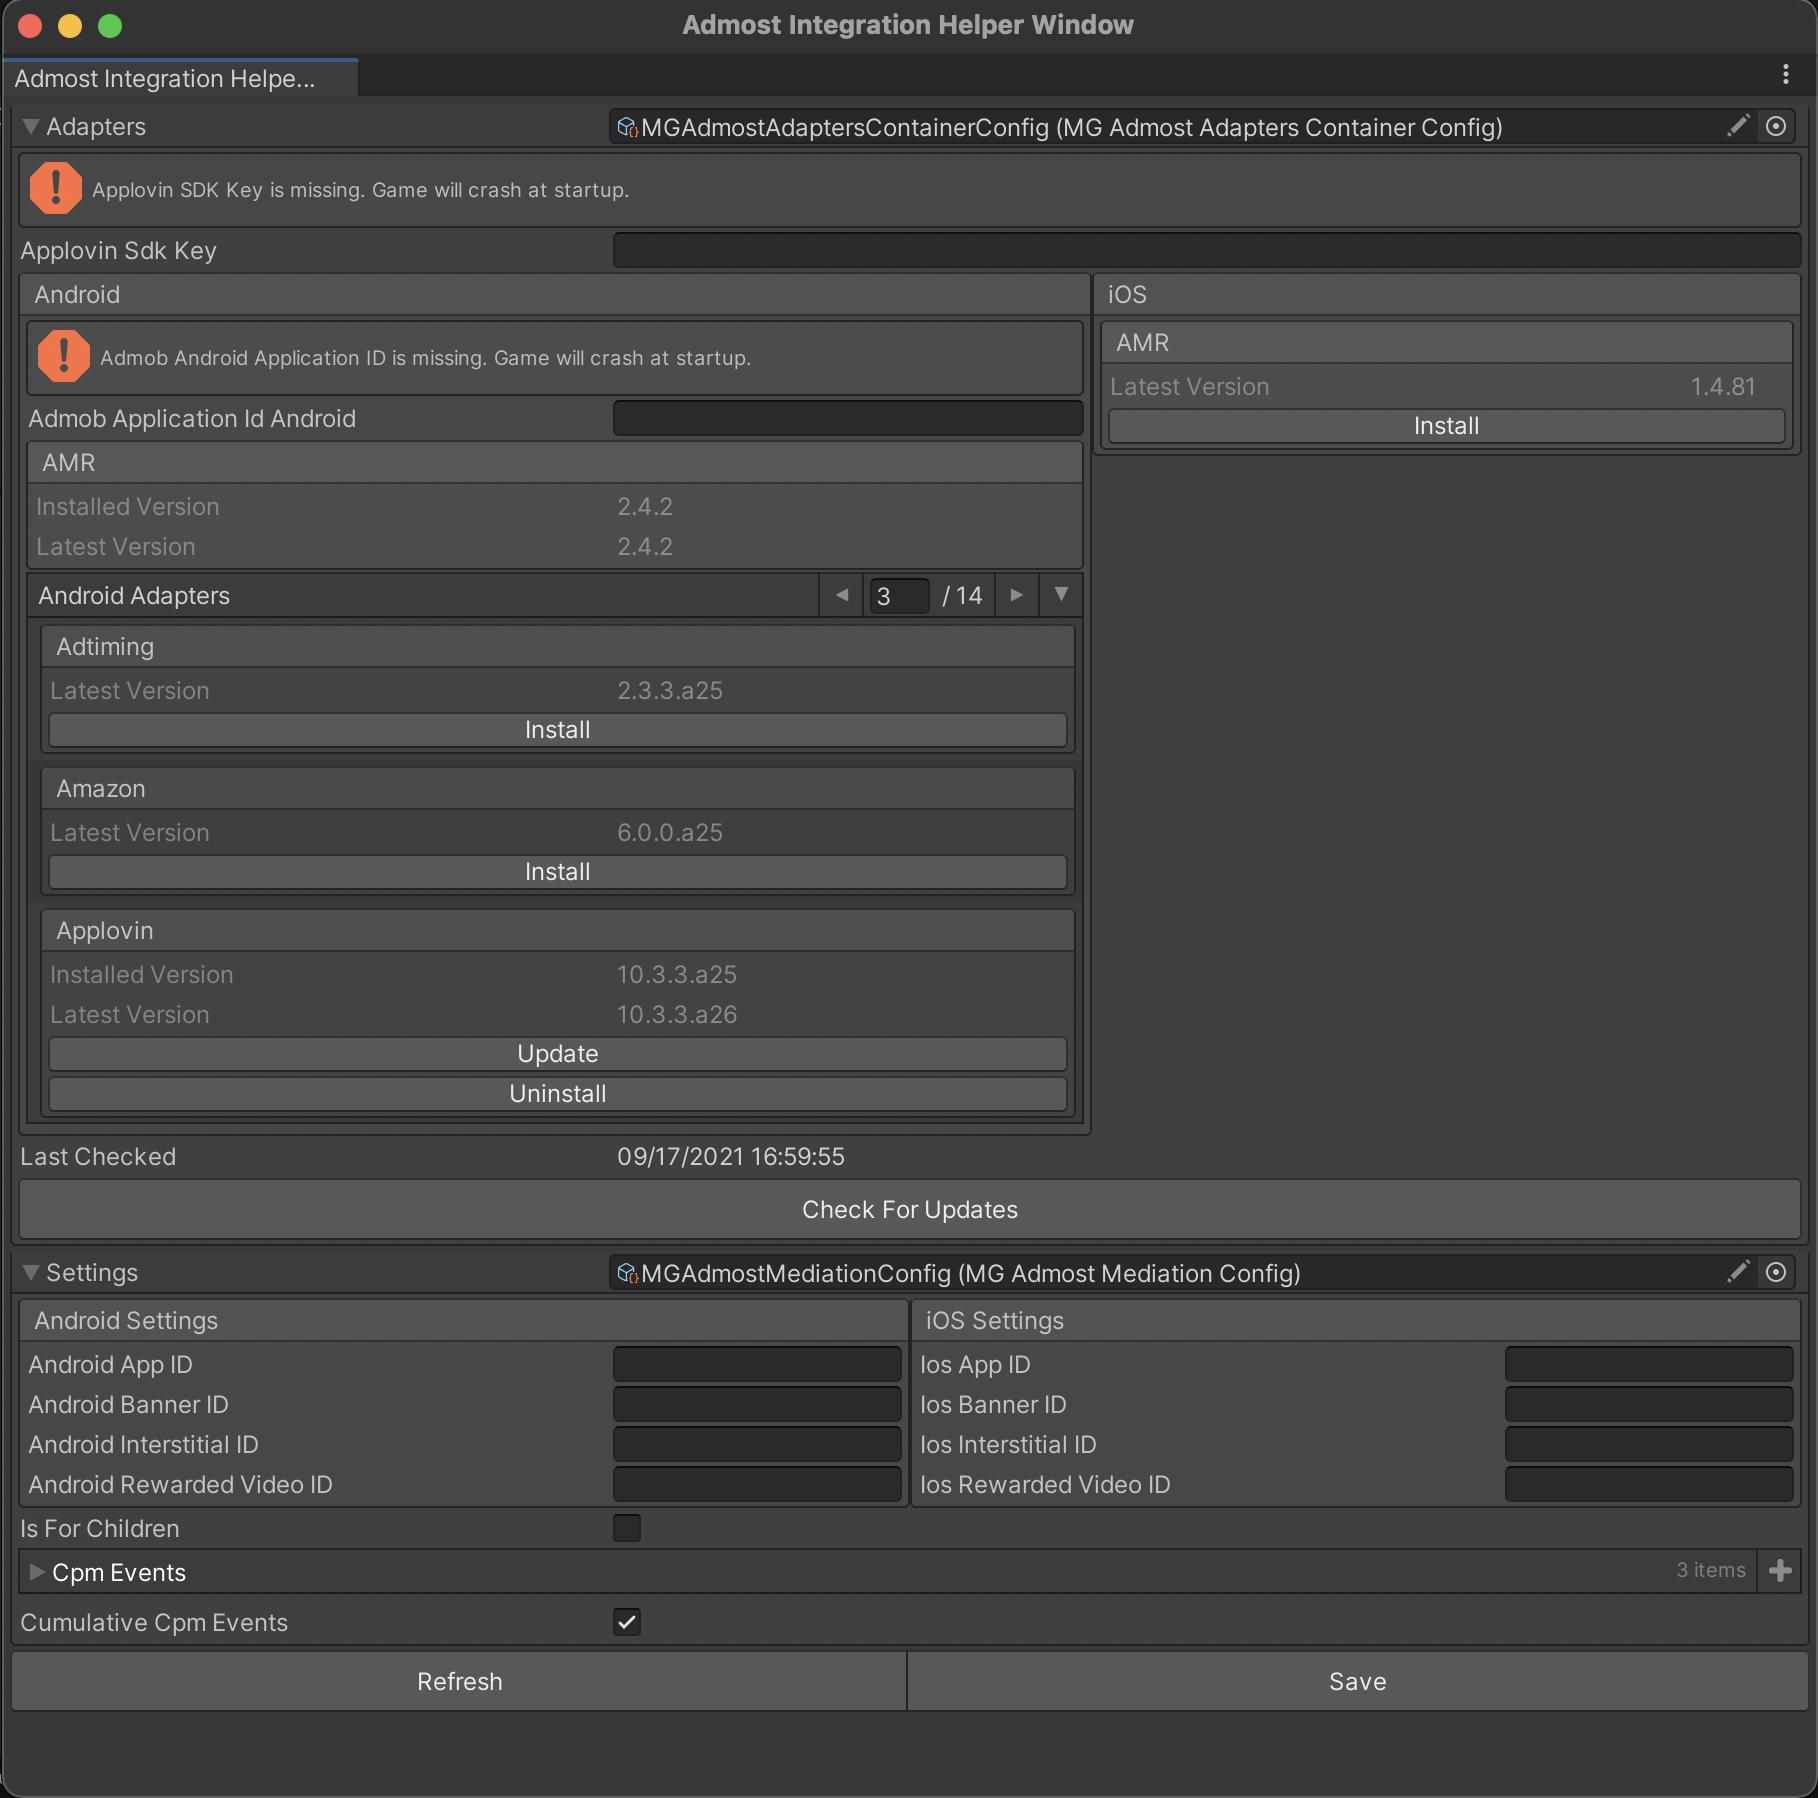 Admost Integration Helper Window
Admost Integration Helpe...
Adapters
MGAdmostAdaptersContainerConfig (MG Admost Adapters Container Config)
Applovin SDK Key is missing. Game will crash at startup.
Applovin Sdk Key
Android
Admob Android Application ID is missing. Game will crash at startup.
Admob Application Id Android
AMR
Installed Version 2.4.2
Latest Version 2.4.2
Android Adapters 3 / 14
Adtiming
Latest Version 2.3.3.a25
Install
Amazon
Latest Version 6.0.0.a25
Install
Applovin
Installed Version 10.3.3.a25
Latest Version 10.3.3.a26
Update
Uninstall
iOS
AMR
Latest Version 1.4.81
Install
Last Checked 09/17/2021 16:59:55
Check For Updates
Settings
MGAdmostMediationConfig (MG Admost Mediation Config)
Android Settings
Android App ID
Android Banner ID
Android Interstitial ID
Android Rewarded Video ID
iOS Settings
Ios App ID
Ios Banner ID
Ios Interstitial ID
Ios Rewarded Video ID
Is For Children
Cpm Events 3 items
Cumulative Cpm Events
Refresh
Save